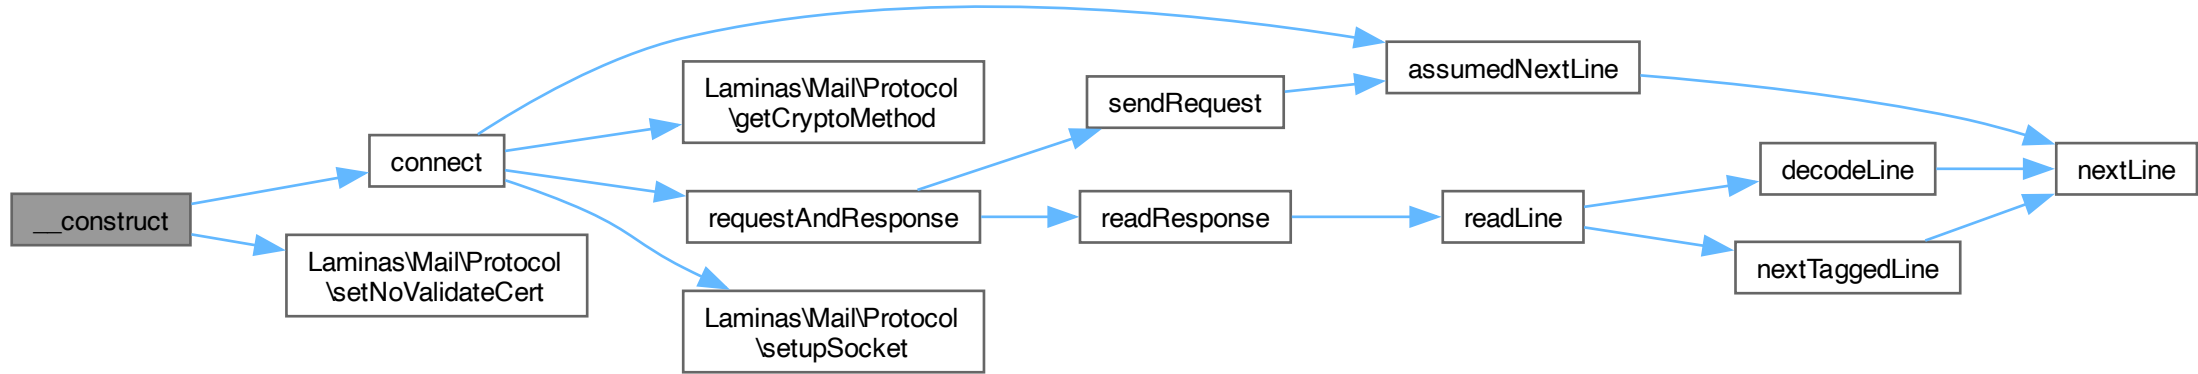 __construct
connect
Laminas\Mail\Protocol
\setNoValidateCert
Laminas\Mail\Protocol
\getCryptoMethod
requestAndResponse
Laminas\Mail\Protocol
\setupSocket
sendRequest
readResponse
assumedNextLine
readLine
decodeLine
nextTaggedLine
nextLine